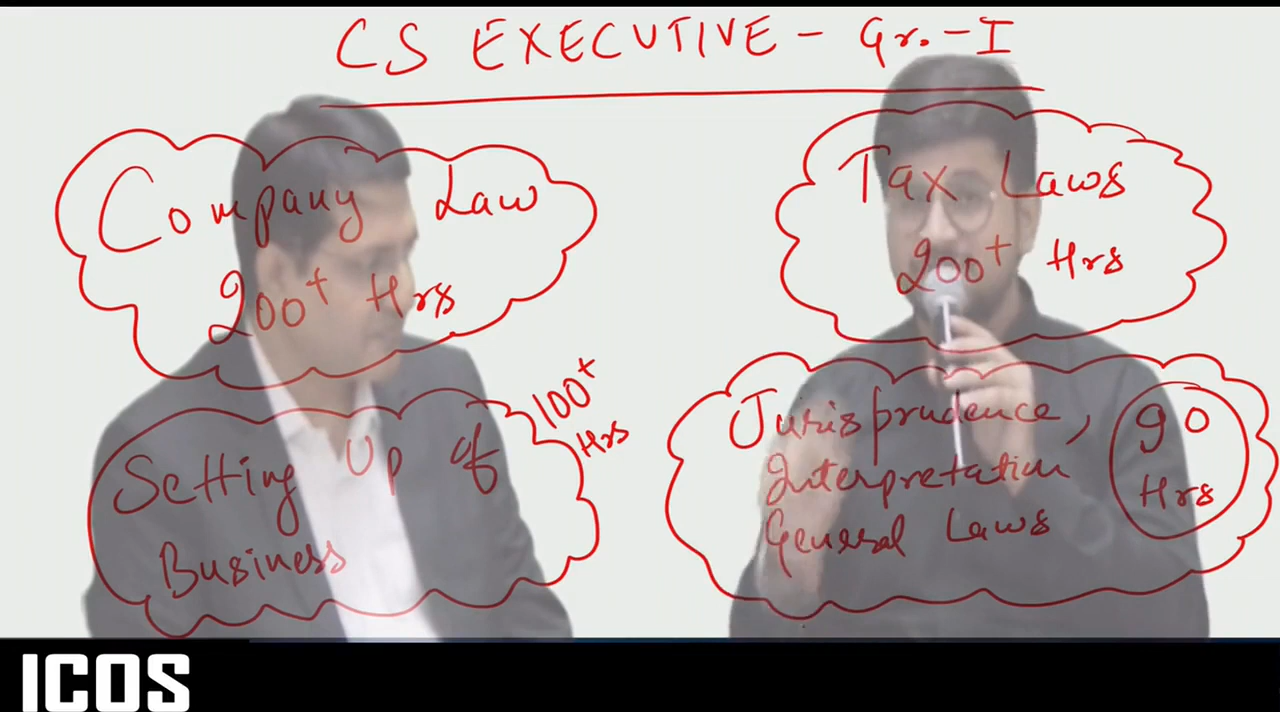 CS EXECUTIVE - Gr.-I
Company Law
200+ Hrs
Tax Laws
200+ Hrs
Setting Up of
Business
100+
Hrs
Jurisprudence,
Interpretation
General Laws
90
Hrs
ICOS